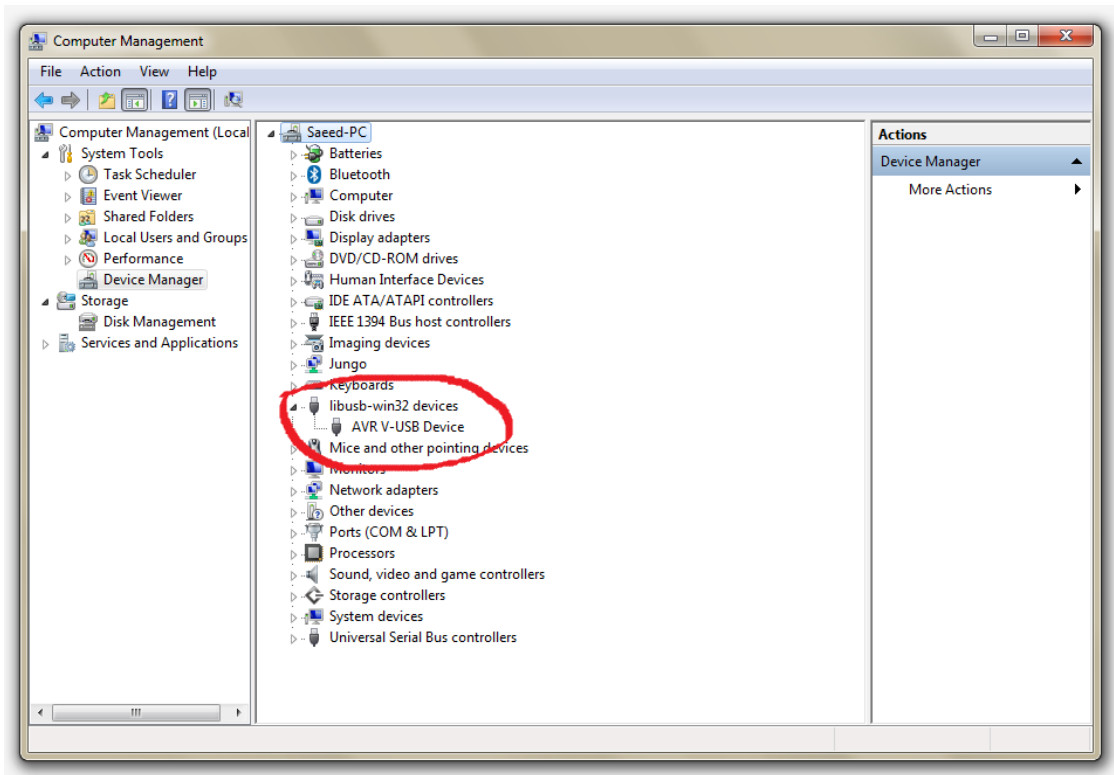 Computer Management
File Action View Help
Computer Management (Local
System Tools
Task Scheduler
Event Viewer
Shared Folders
Local Users and Groups
Performance
Device Manager
Storage
Disk Management
Services and Applications
Saeed-PC
Batteries
Bluetooth
Computer
Disk drives
Display adapters
DVD/CD-ROM drives
Human Interface Devices
IDE ATA/ATAPI controllers
IEEE 1394 Bus host controllers
Imaging devices
Jungo
Keyboards
libusb-win32 devices
AVR V-USB Device
Mice and other pointing devices
Monitors
Network adapters
Other devices
Ports (COM & LPT)
Processors
Sound, video and game controllers
Storage controllers
System devices
Universal Serial Bus controllers
Actions
Device Manager
More Actions